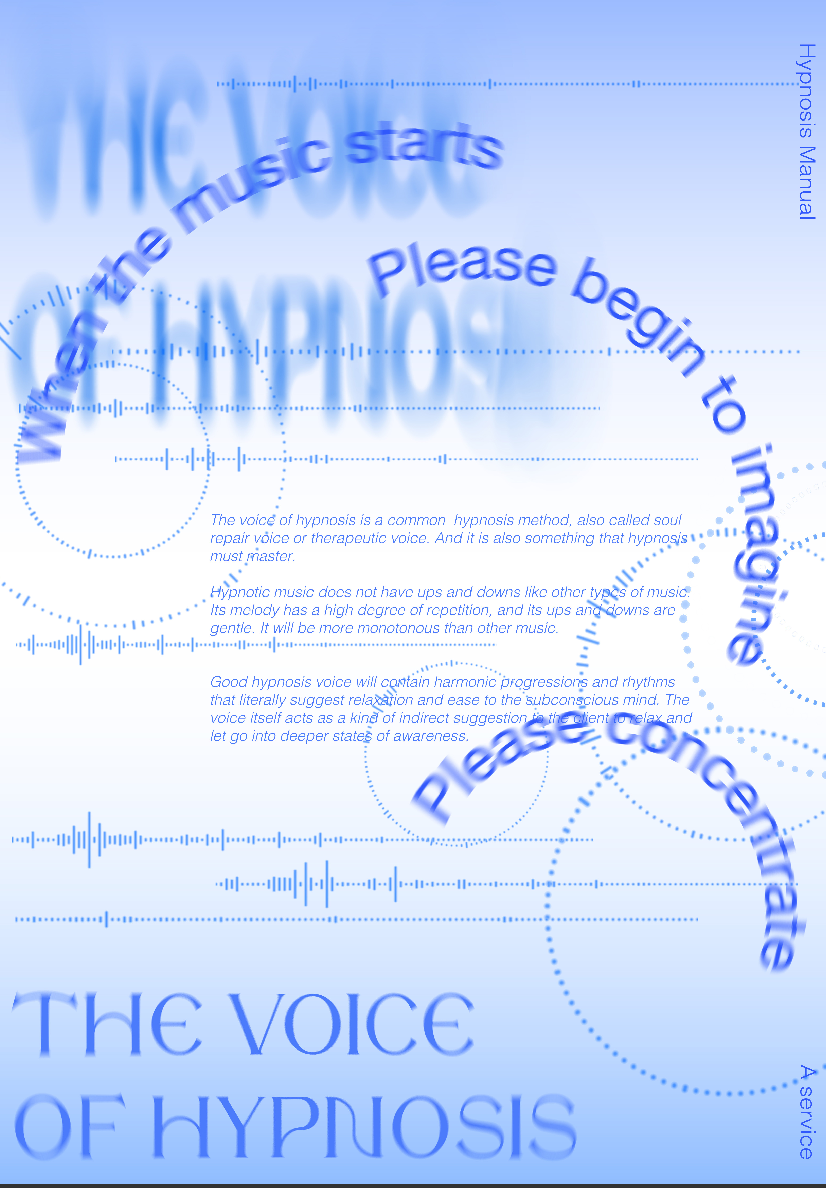 Hypnosis Manual
THE VOICE
OF HYPNOSIS
When the music starts
Please begin to imagine
The voice of hypnosis is a common hypnosis method, also called soul
repair voice or therapeutic voice. And it is also something that hypnosis
must master.
Hypnotic music does not have ups and downs like other types of music.
Its melody has a high degree of repetition, and its ups and downs are
gentle. It will be more monotonous than other music.
Good hypnosis voice will contain harmonic progressions and rhythms
that literally suggest relaxation and ease to the subconscious mind. The
voice itself acts as a kind of indirect suggestion to the client to relax and
let go into deeper states of awareness.
Please concentrate
THE VOICE
OF HYPNOSIS
A service